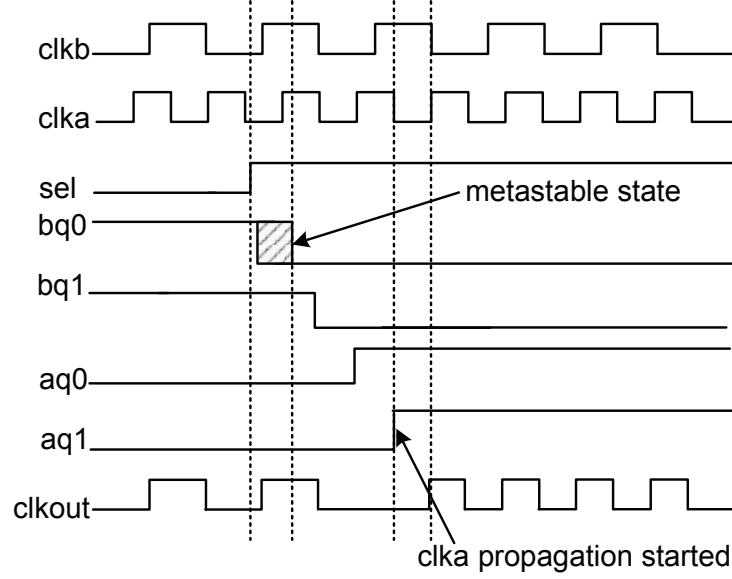 clkb
clka
sel
metastable state
bq0
bq1
aq0
aq1
clkout
clka propagation started